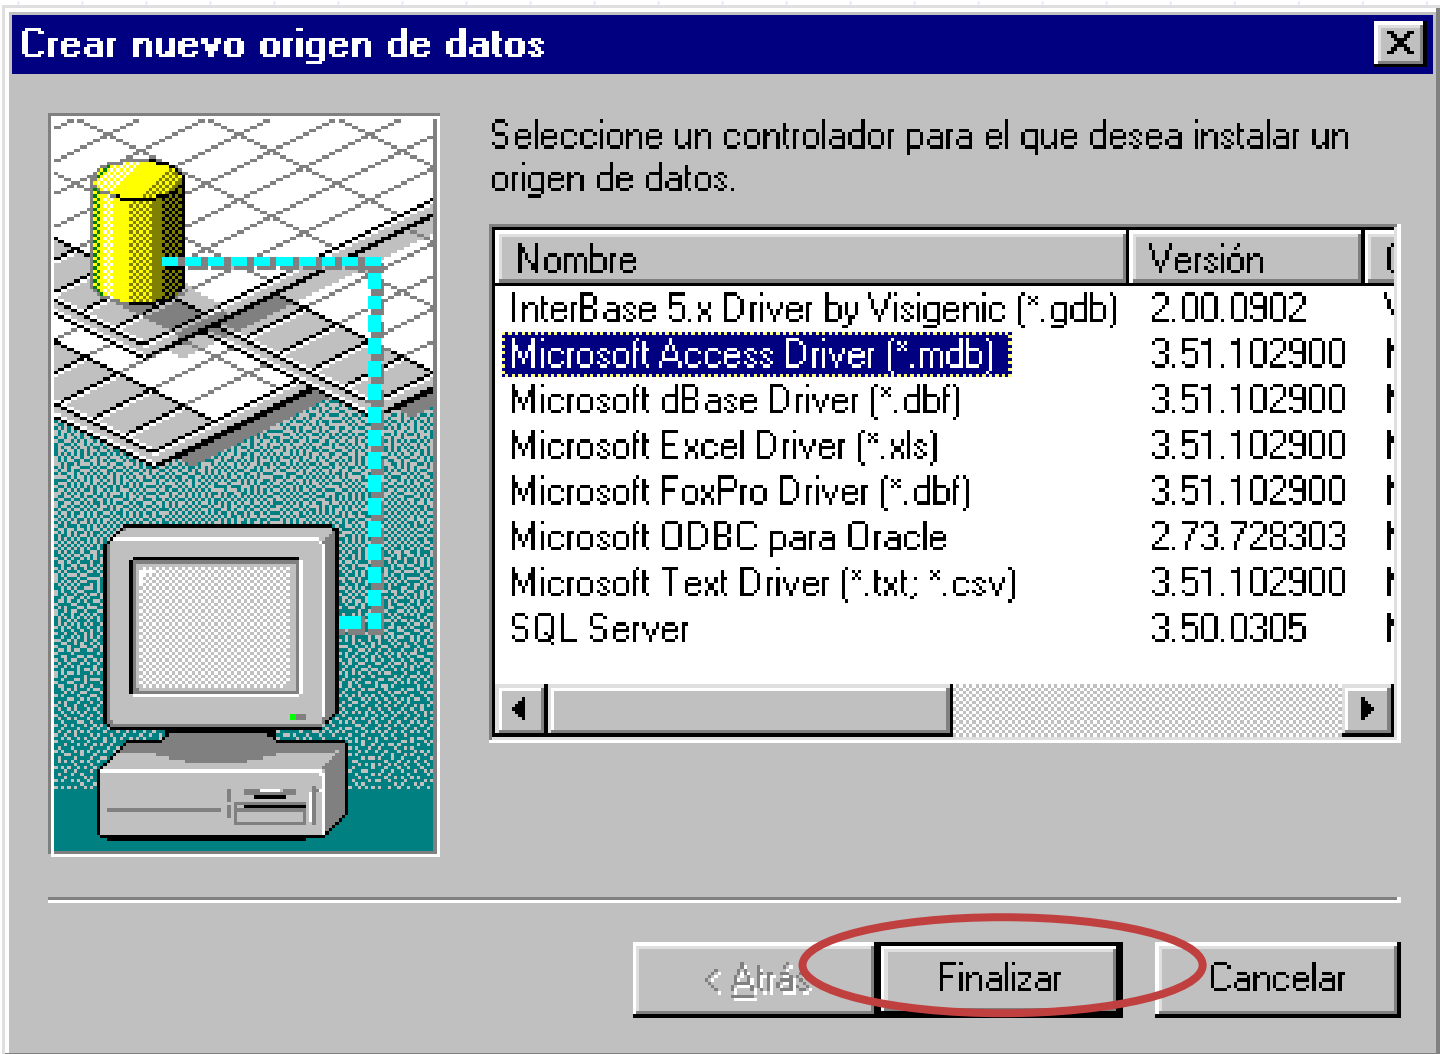 Crear nuevo origen de datos
Seleccione un controlador para el que desea instalar un
origen de datos.
Nombre Versión
InterBase 5.x Driver by Visigenic (*.gdb) 2.00.0902
Microsoft Access Driver (*.mdb) 3.51.102900
Microsoft dBase Driver (*.dbf) 3.51.102900
Microsoft Excel Driver (*.xls) 3.51.102900
Microsoft FoxPro Driver (*.dbf) 3.51.102900
Microsoft ODBC para Oracle 2.73.728303
Microsoft Text Driver (*.txt; *.csv) 3.51.102900
SQL Server 3.50.0305
< Atrás Finalizar Cancelar